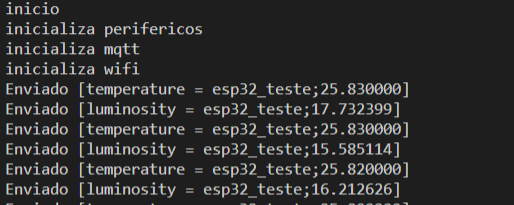 inicio
inicializa perifericos
inicializa mqtt
inicializa wifi
Enviado [temperature = esp32_teste;25.830000]
Enviado [luminosity = esp32_teste;17.732399]
Enviado [temperature = esp32_teste;25.830000]
Enviado [luminosity = esp32_teste;15.585114]
Enviado [temperature = esp32_teste;25.820000]
Enviado [luminosity = esp32_teste;16.212626]